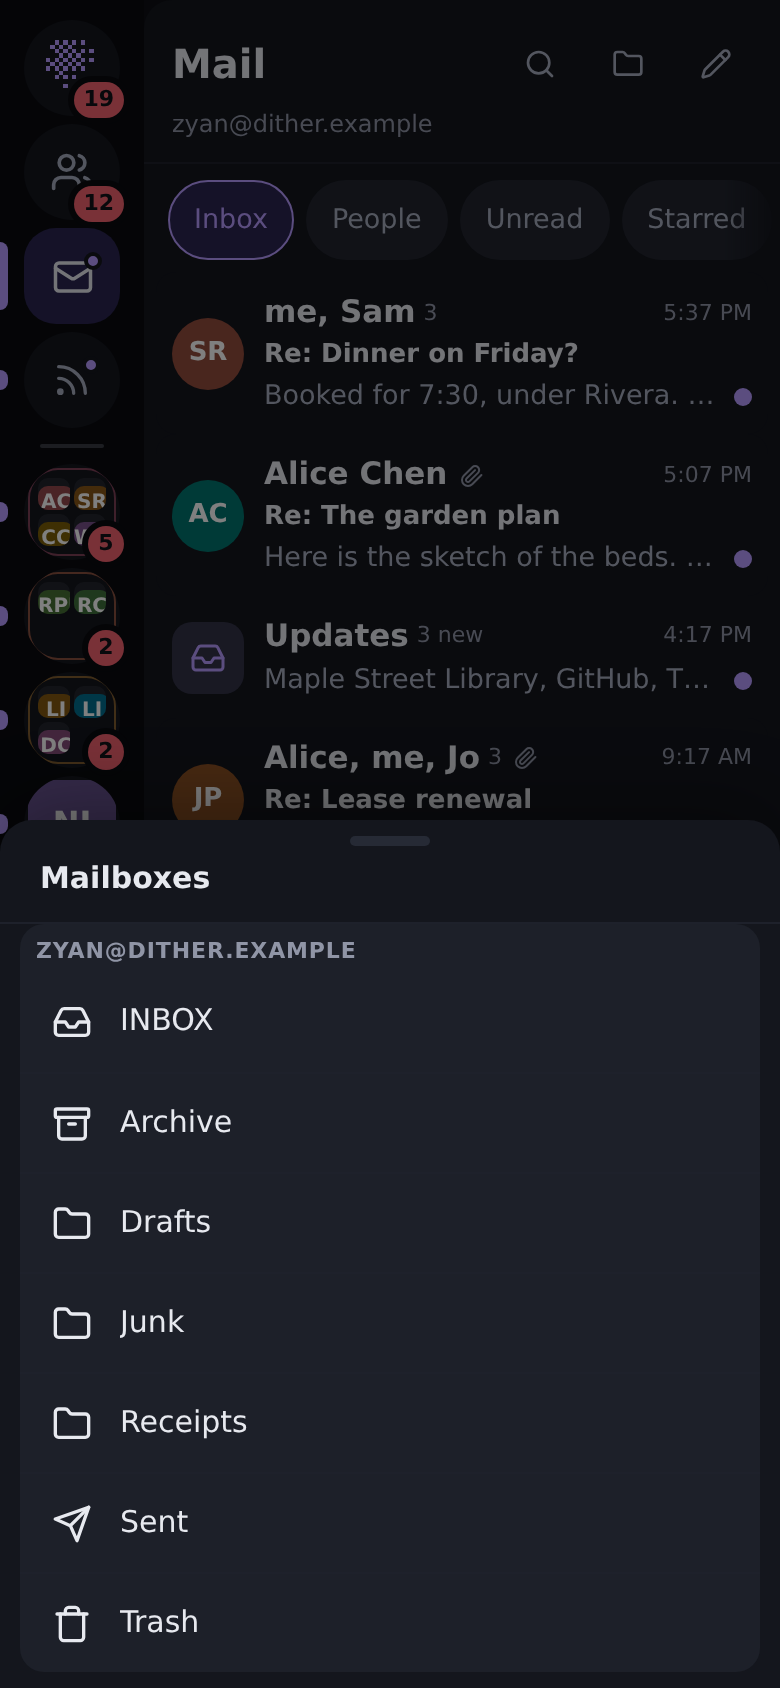 Mail
zyan@dither.example
19
12
Inbox People Unread Starred
me, Sam 3 5:37 PM
SR
Re: Dinner on Friday?
Booked for 7:30, under Rivera. …
Alice Chen 5:07 PM
AC
Re: The garden plan
Here is the sketch of the beds. …
AC SR
CC
5
RP RC
2
Updates 3 new 4:17 PM
Maple Street Library, GitHub, T…
LI LI
DC
2
Alice, me, Jo 3 9:17 AM
JP
Re: Lease renewal
Mailboxes
ZYAN@DITHER.EXAMPLE
INBOX
Archive
Drafts
Junk
Receipts
Sent
Trash